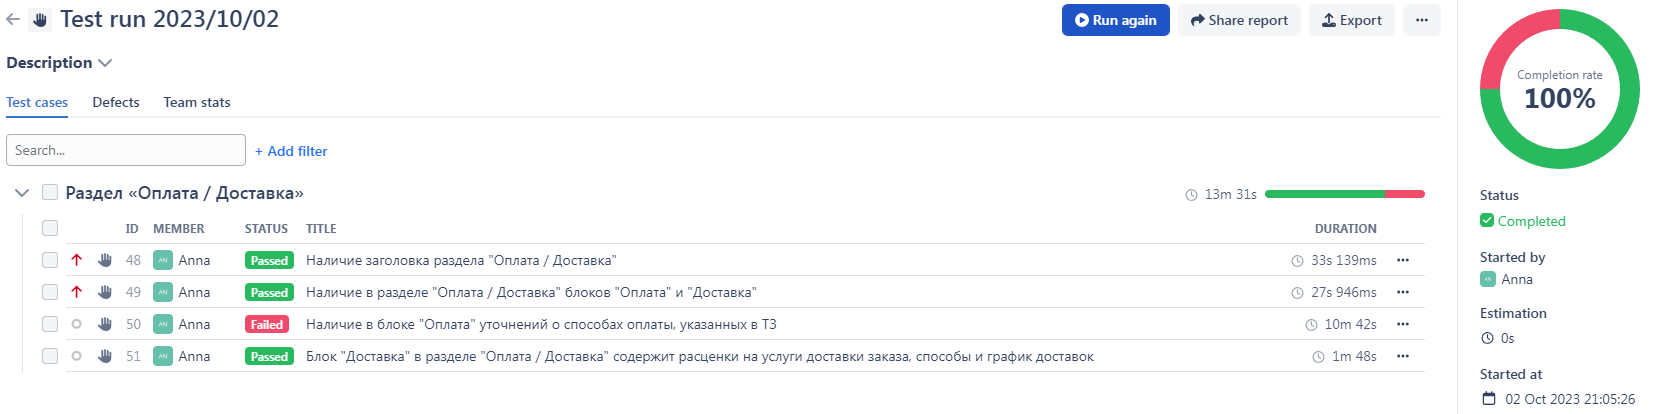 Test run 2023/10/02
Run again
Share report
Export
Description
Test cases Defects Team stats
Search...
+ Add filter
Раздел «Оплата / Доставка»
13m 31s
ID MEMBER STATUS TITLE DURATION
48 AN Anna Passed Наличие заголовка раздела "Оплата / Доставка" 33s 139ms
49 AN Anna Passed Наличие в разделе "Оплата / Доставка" блоков "Оплата" и "Доставка" 27s 946ms
50 AN Anna Failed Наличие в блоке "Оплата" уточнений о способах оплаты, указанных в ТЗ 10m 42s
51 AN Anna Passed Блок "Доставка" в разделе "Оплата / Доставка" содержит расценки на услуги доставки заказа, способы и график доставок 1m 48s
Completion rate
100%
Status
Completed
Started by
AN Anna
Estimation
0s
Started at
02 Oct 2023 21:05:26